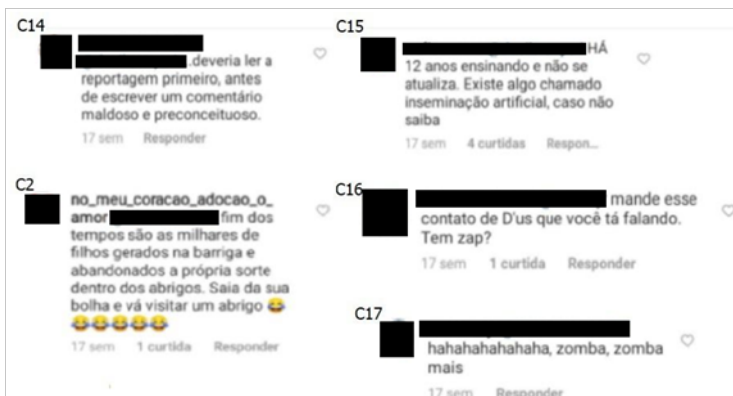 C14
.deveria ler a
reportagem primeiro, antes
de escrever um comentário
maldoso e preconceituoso.
17 sem Responder
C15
HÁ
12 anos ensinando e não se
atualiza. Existe algo chamado
inseminação artificial, caso não
saiba
17 sem 4 curtidas Respon...
C2
no_meu_coracao_adocao_o_
amor fim dos
tempos são as milhares de
filhos gerados na barriga e
abandonados a própria sorte
dentro dos abrigos. Saia da sua
bolha e vá visitar um abrigo 😂
😂😂😂😂😂
17 sem 1 curtida Responder
C16
mande esse
contato de D'us que você tá falando.
Tem zap?
17 sem 1 curtida Responder
C17
hahahahahahaha, zomba, zomba
mais
17 sem Responder